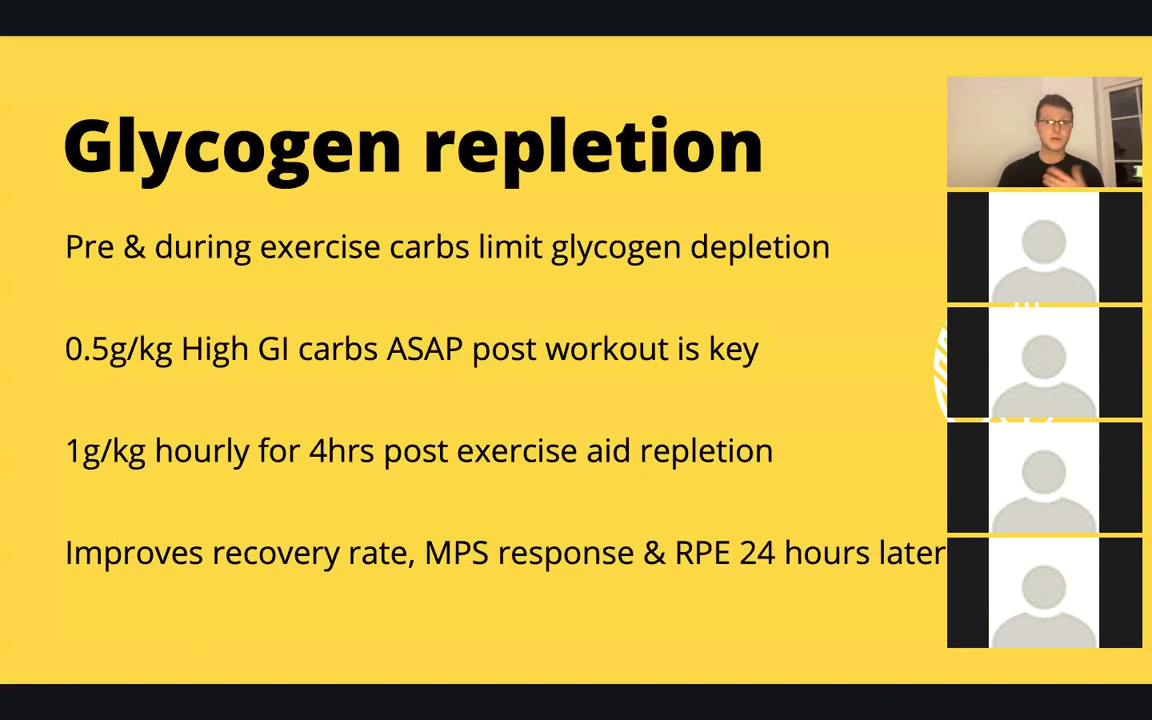 Glycogen repletion
Pre & during exercise carbs limit glycogen depletion
0.5g/kg High GI carbs ASAP post workout is key
1g/kg hourly for 4hrs post exercise aid repletion
Improves recovery rate, MPS response & RPE 24 hours later